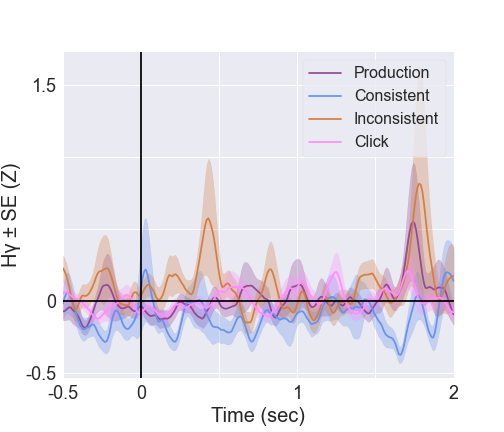 Production
Consistent
Inconsistent
Click
1.5
0
-0.5
Hγ ± SE (Z)
-0.5
0
1
2
Time (sec)